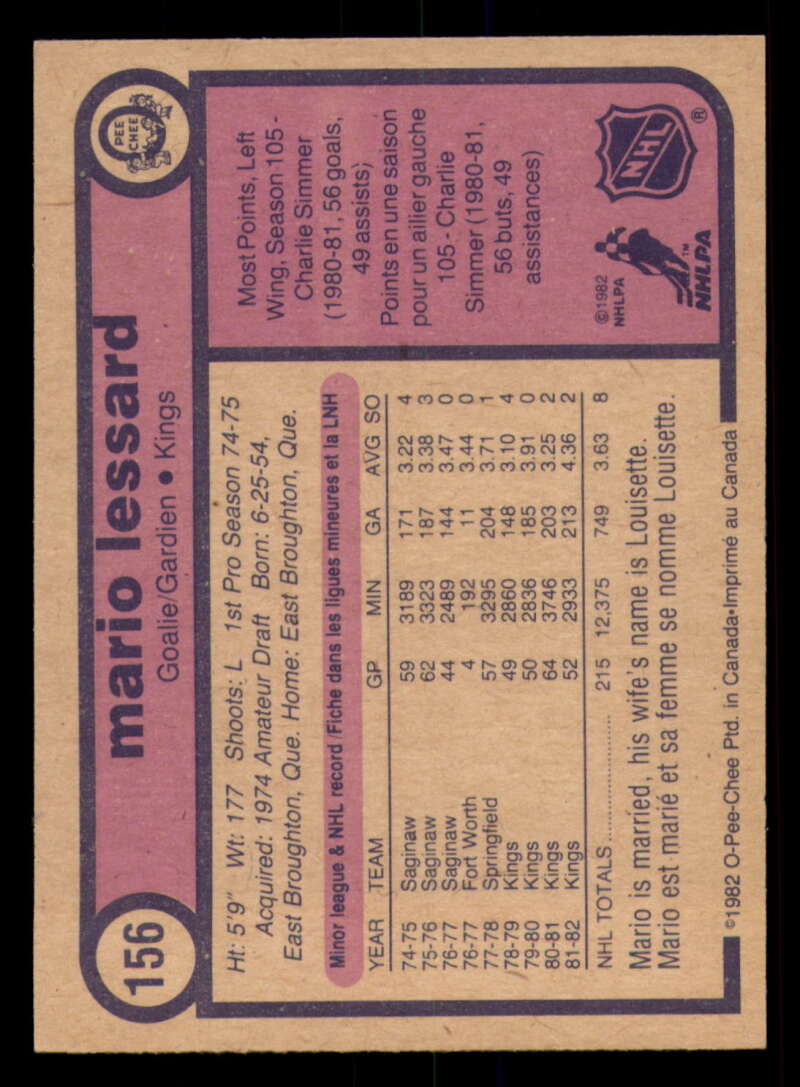 156
mario lessard
Goalie/Gardien • Kings
O
PEE
CHEE
Ht: 5'9" Wt: 177 Shoots: L 1st Pro Season 74-75
Acquired: 1974 Amateur Draft Born: 6-25-54,
East Broughton, Que. Home: East Broughton, Que.
Minor league & NHL record/Fiche dans les ligues mineures et la LNH
YEAR TEAM GP MIN GA AVG SO
74-75 Saginaw 59 3189 171 3.22 4
75-76 Saginaw 62 3323 187 3.38 3
76-77 Saginaw 44 2489 144 3.47 0
76-77 Fort Worth 4 192 11 3.44 0
77-78 Springfield 57 3295 204 3.71 1
78-79 Kings 49 2860 148 3.10 4
79-80 Kings 50 2836 185 3.91 0
80-81 Kings 64 3746 203 3.25 2
81-82 Kings 52 2933 213 4.36 2
NHL TOTALS 215 12,375 749 3.63 8
Mario is married, his wife's name is Louisette.
Mario est marié et sa femme se nomme Louisette.
©1982 O-Pee-Chee Ptd. in Canada•Imprimé au Canada
Most Points, Left
Wing, Season 105 -
Charlie Simmer
(1980-81, 56 goals,
49 assists)
Points en une saison
pour un ailier gauche
105 - Charlie
Simmer (1980-81,
56 buts, 49
assistances)
©1982
NHLPA
TM
NHLPA
NHL
®